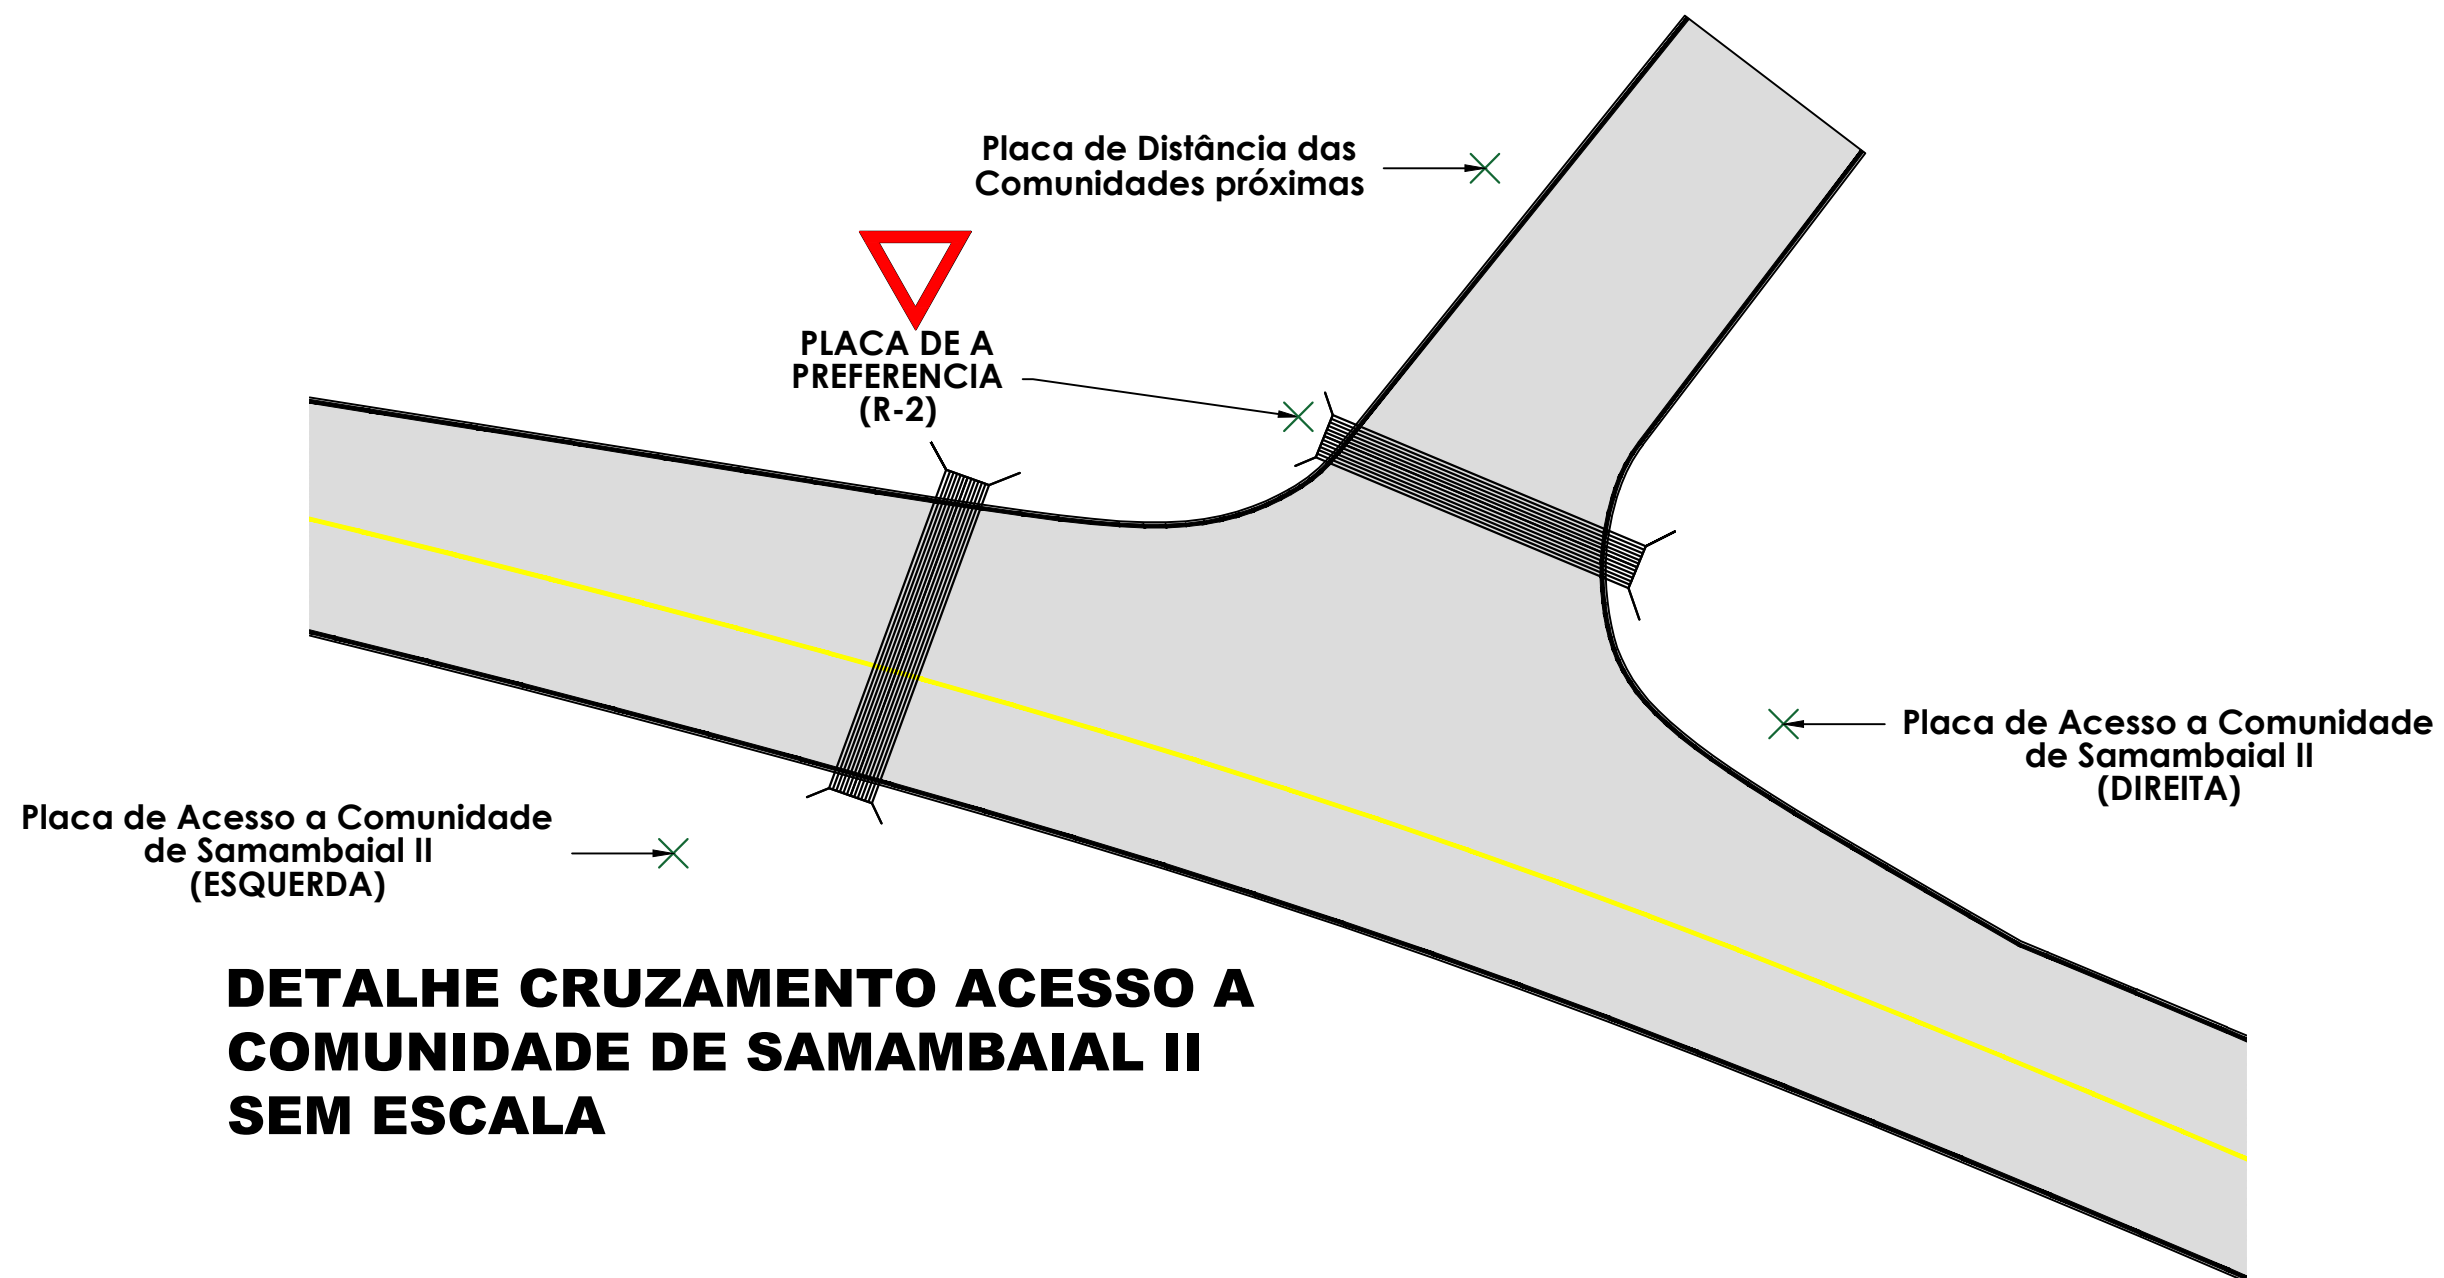 Placa de Distância das
Comunidades próximas
PLACA DE A
PREFERENCIA
(R-2)
Placa de Acesso a Comunidade
de Samambaial II
(DIREITA)
Placa de Acesso a Comunidade
de Samambaial II
(ESQUERDA)
DETALHE CRUZAMENTO ACESSO A
COMUNIDADE DE SAMAMBAIAL II
SEM ESCALA